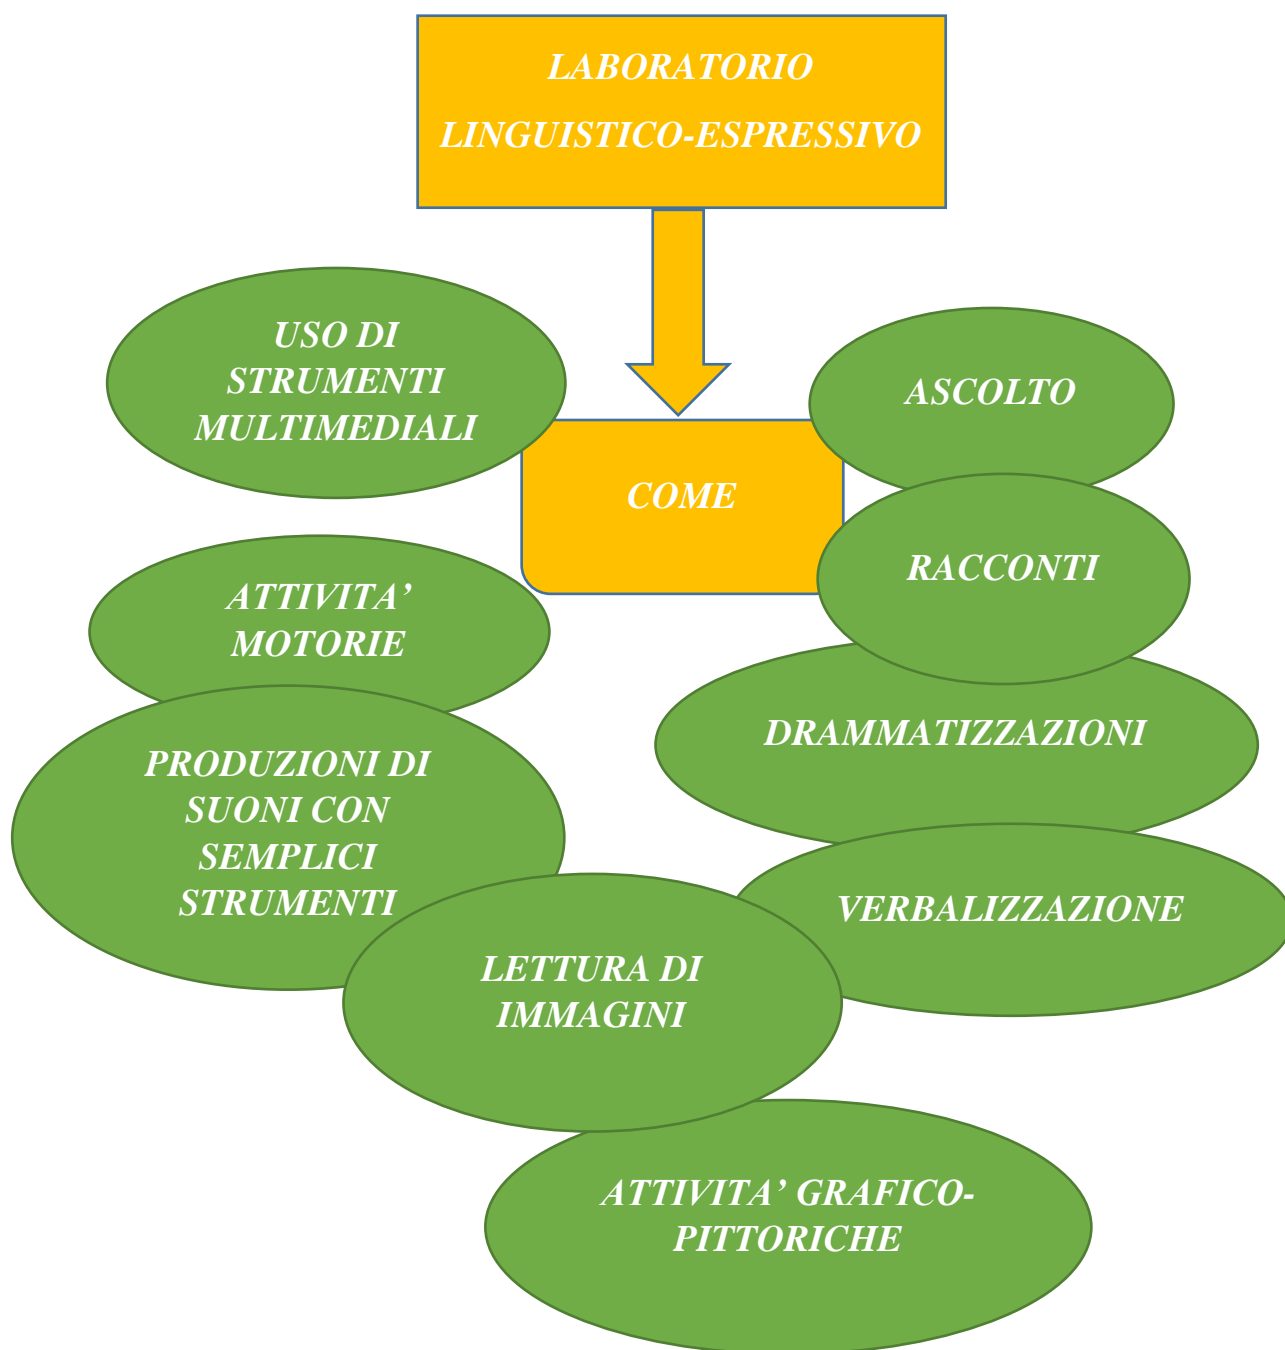 LABORATORIO
LINGUISTICO-ESPRESSIVO
USO DI
STRUMENTI
MULTIMEDIALI
ASCOLTO
COME
RACCONTI
ATTIVITA’
MOTORIE
DRAMMATIZZAZIONI
PRODUZIONI DI
SUONI CON
SEMPLICI
STRUMENTI
VERBALIZZAZIONE
LETTURA DI
IMMAGINI
ATTIVITA’ GRAFICO-
PITTORICHE